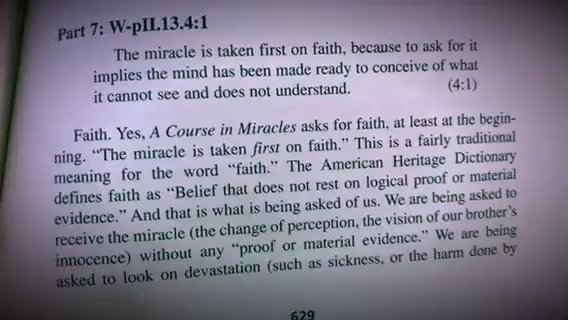 Part 7: W-pII.13.4:1
The miracle is taken first on faith, because to ask for it
implies the mind has been made ready to conceive of what
it cannot see and does not understand. (4:1)
Faith. Yes, A Course in Miracles asks for faith, at least at the begin-
ning. “The miracle is taken first on faith.” This is a fairly traditional
meaning for the word “faith.” The American Heritage Dictionary
defines faith as “Belief that does not rest on logical proof or material
evidence.” And that is what is being asked of us. We are being asked to
receive the miracle (the change of perception, the vision of our brother’s
innocence) without any “proof or material evidence.” We are being
asked to look on devastation (such as sickness, or the harm done by
629